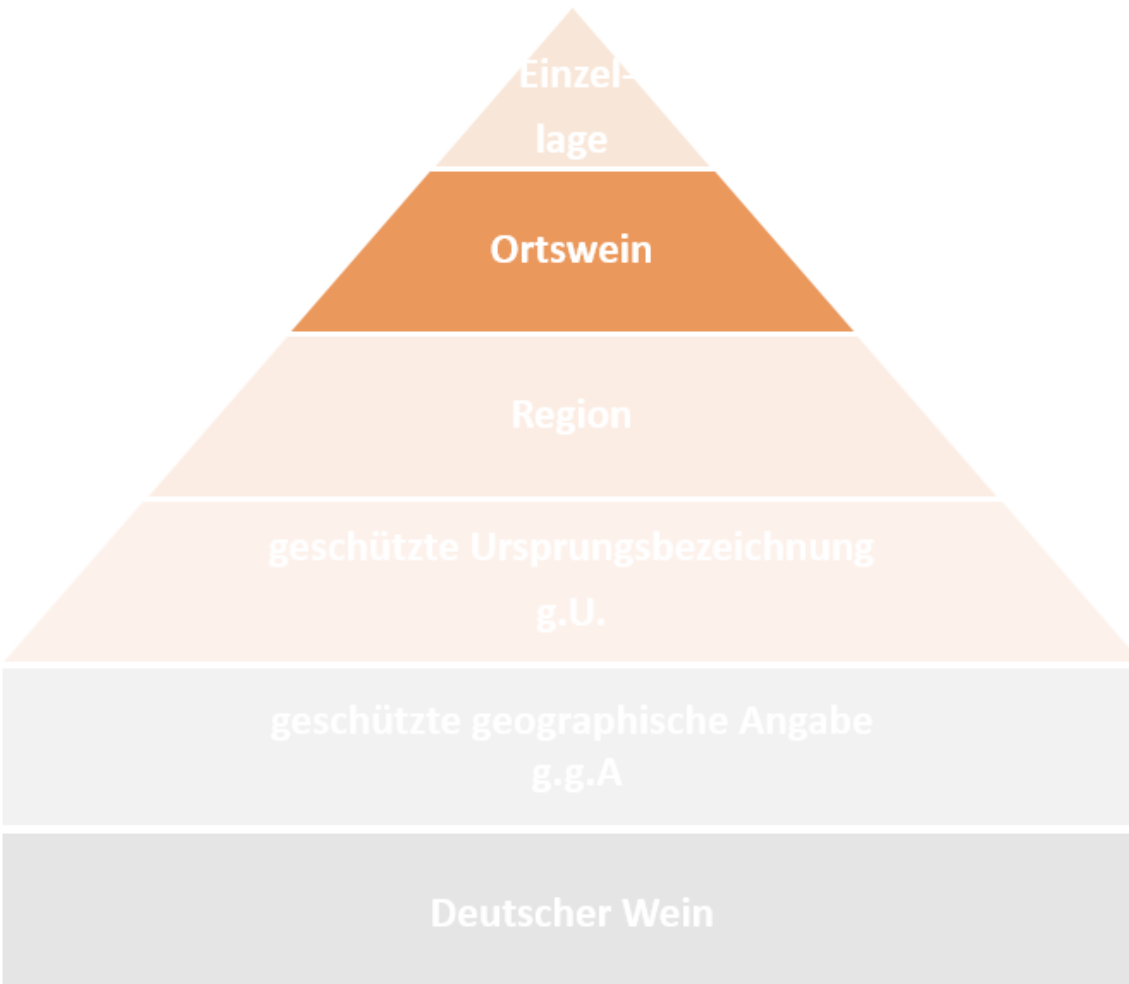 Einzel-
lage
Ortswein
Region
geschützte Ursprungsbezeichnung
g.U.
geschützte geographische Angabe
g.g.A
Deutscher Wein